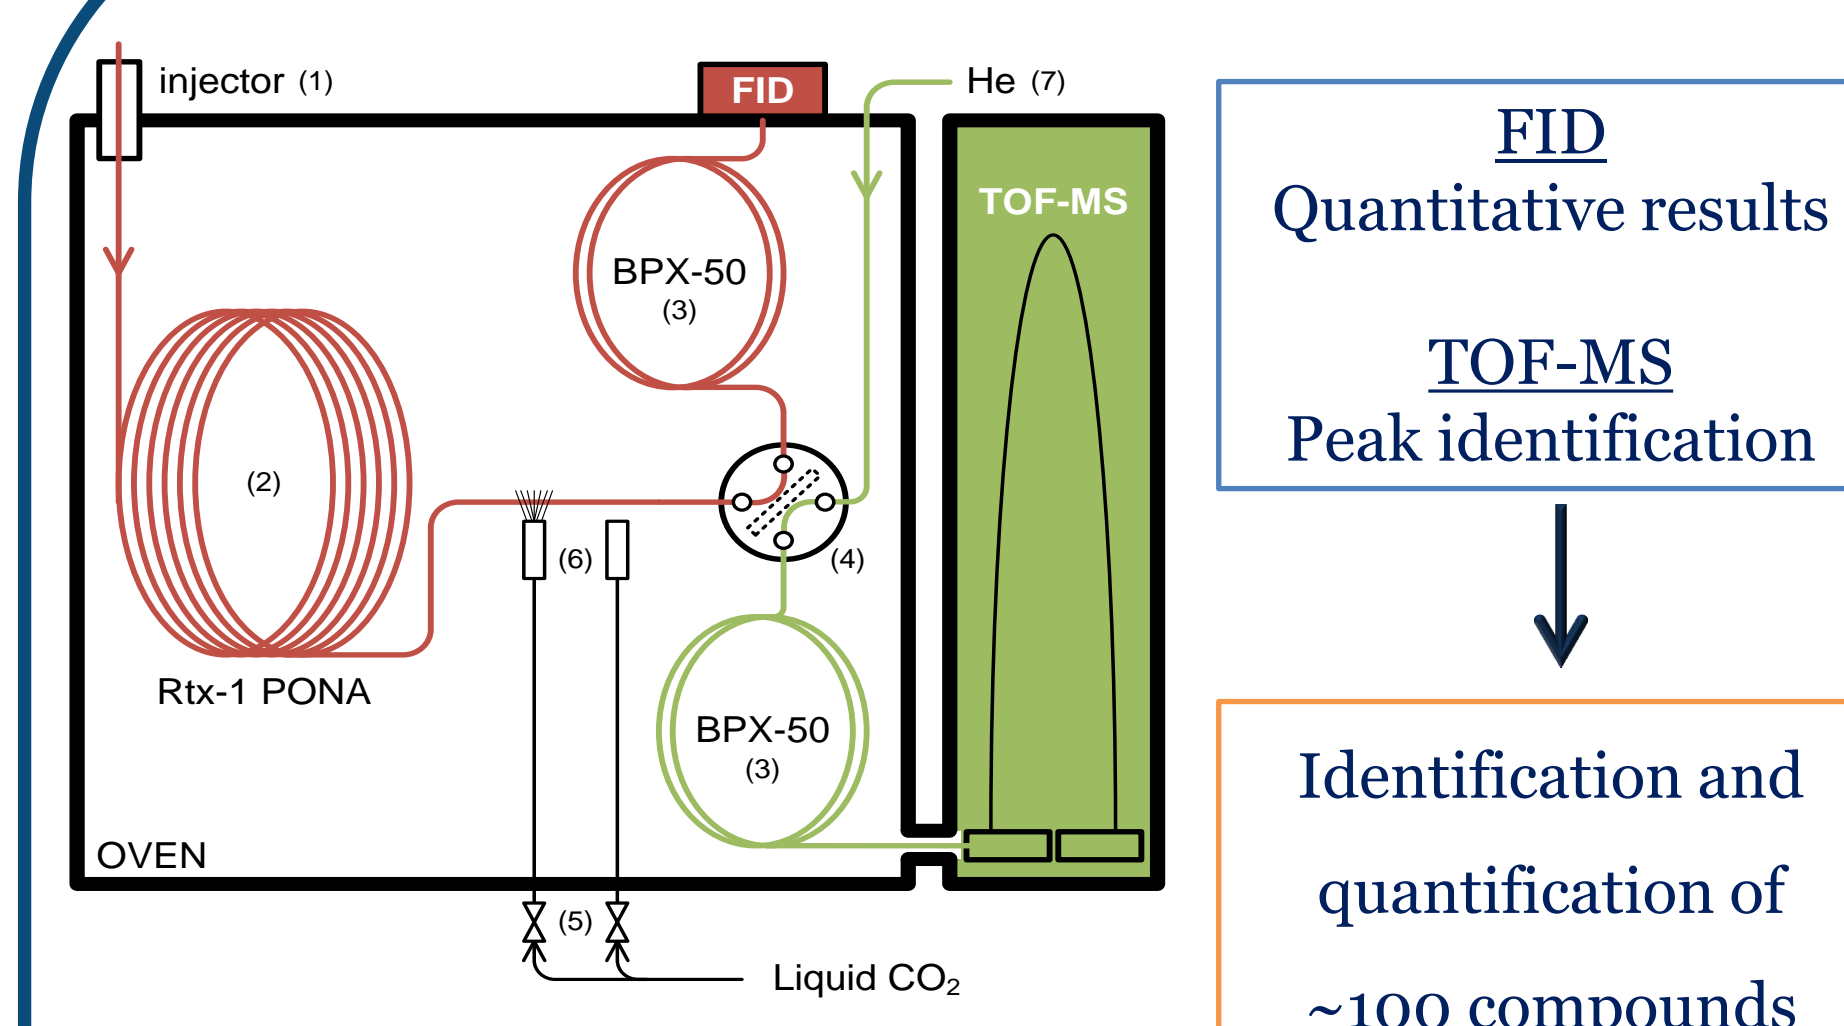 injector (1)
FID
He (7)
TOF-MS
BPX-50
(3)
(2)
(6)
(4)
Rtx-1 PONA
BPX-50
(3)
OVEN
(5)
Liquid CO₂
FID
Quantitative results
TOF-MS
Peak identification
Identification and
quantification of
~100 compounds